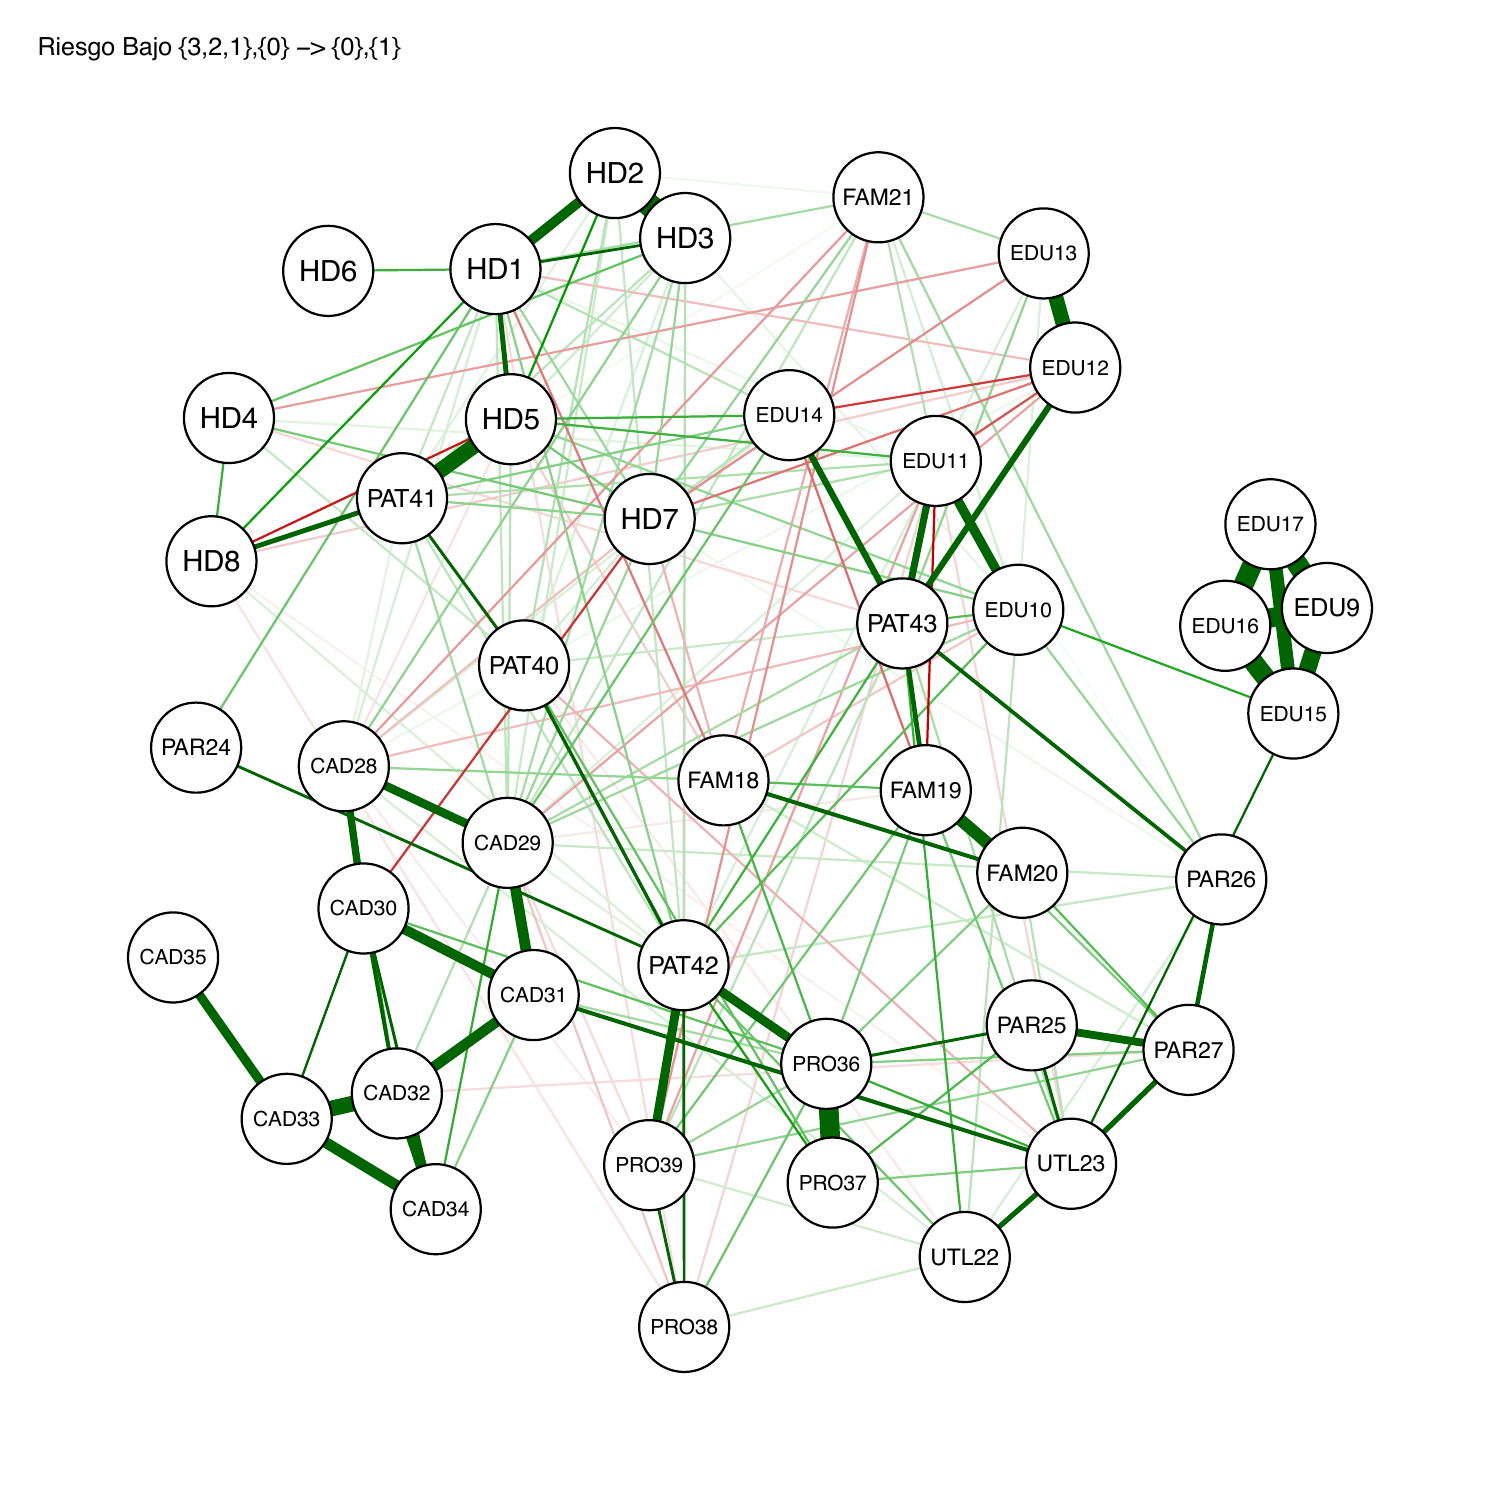 Riesgo Bajo {3,2,1},{0} −> {0},{1}
HD2
FAM21
HD3
EDU13
HD6
HD1
EDU12
HD4
HD5
EDU14
EDU11
PAT41
HD7
EDU17
HD8
EDU9
EDU10
PAT43
EDU16
PAT40
EDU15
PAR24
CAD28
FAM18
FAM19
CAD29
FAM20
PAR26
CAD30
CAD35
PAT42
CAD31
PAR25
PAR27
PRO36
CAD32
CAD33
PRO39
UTL23
PRO37
CAD34
UTL22
PRO38